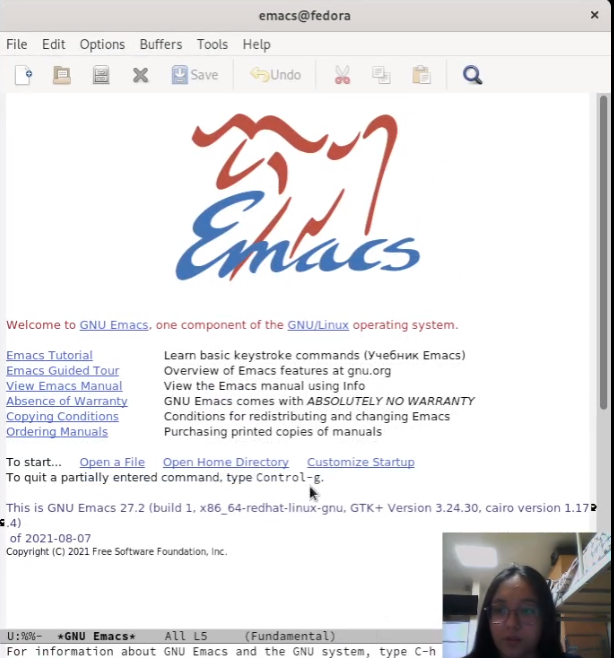 emacs@fedora
File Edit Options Buffers Tools Help
Save Undo
Emacs
Welcome to GNU Emacs, one component of the GNU/Linux operating system.
Emacs Tutorial Learn basic keystroke commands (Учебник Emacs)
Emacs Guided Tour Overview of Emacs features at gnu.org
View Emacs Manual View the Emacs manual using Info
Absence of Warranty GNU Emacs comes with ABSOLUTELY NO WARRANTY
Copying Conditions Conditions for redistributing and changing Emacs
Ordering Manuals Purchasing printed copies of manuals
To start... Open a File Open Home Directory Customize Startup
To quit a partially entered command, type Control-g.
This is GNU Emacs 27.2 (build 1, x86_64-redhat-linux-gnu, GTK+ Version 3.24.30, cairo version 1.17
.4)
of 2021-08-07
Copyright (C) 2021 Free Software Foundation, Inc.
U:%%- *GNU Emacs* All L5 (Fundamental)
For information about GNU Emacs and the GNU system, type C-h